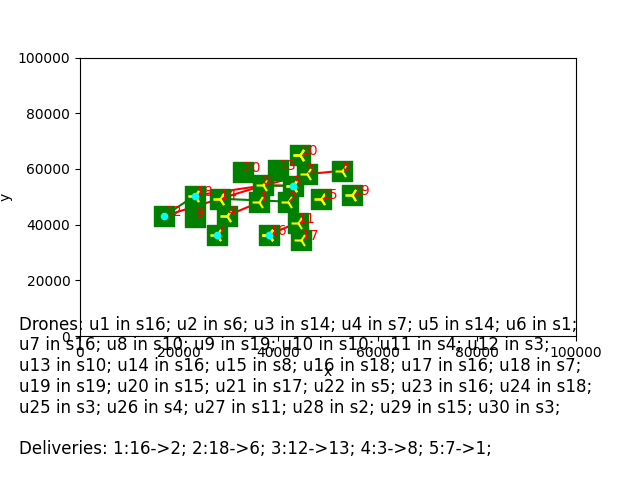 100000
80000
60000
40000
20000
0
y
20
10
19
16
11
17
Drones: u1 in s16; u2 in s6; u3 in s14; u4 in s7; u5 in s14; u6 in s1;
0 20000 40000 60000 80000 100000
u7 in s16; u8 in s10; u9 in s19; u10 in s10; u11 in s4; u12 in s3;
x
u13 in s10; u14 in s16; u15 in s8; u16 in s18; u17 in s16; u18 in s7;
u19 in s19; u20 in s15; u21 in s17; u22 in s5; u23 in s16; u24 in s18;
u25 in s3; u26 in s4; u27 in s11; u28 in s2; u29 in s15; u30 in s3;
Deliveries: 1:16->2; 2:18->6; 3:12->13; 4:3->8; 5:7->1;